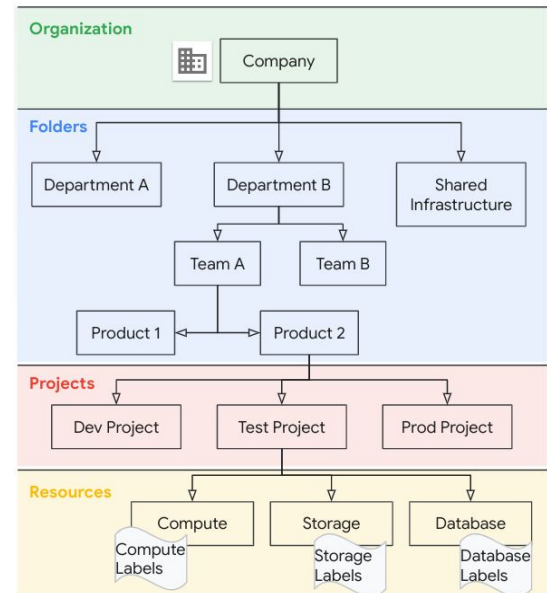 Organization
Company
Folders
Department A
Department B
Shared
Infrastructure
Team A
Team B
Product 1
Product 2
Projects
Dev Project
Test Project
Prod Project
Resources
Compute
Storage
Database
Compute
Labels
Storage
Labels
Database
Labels